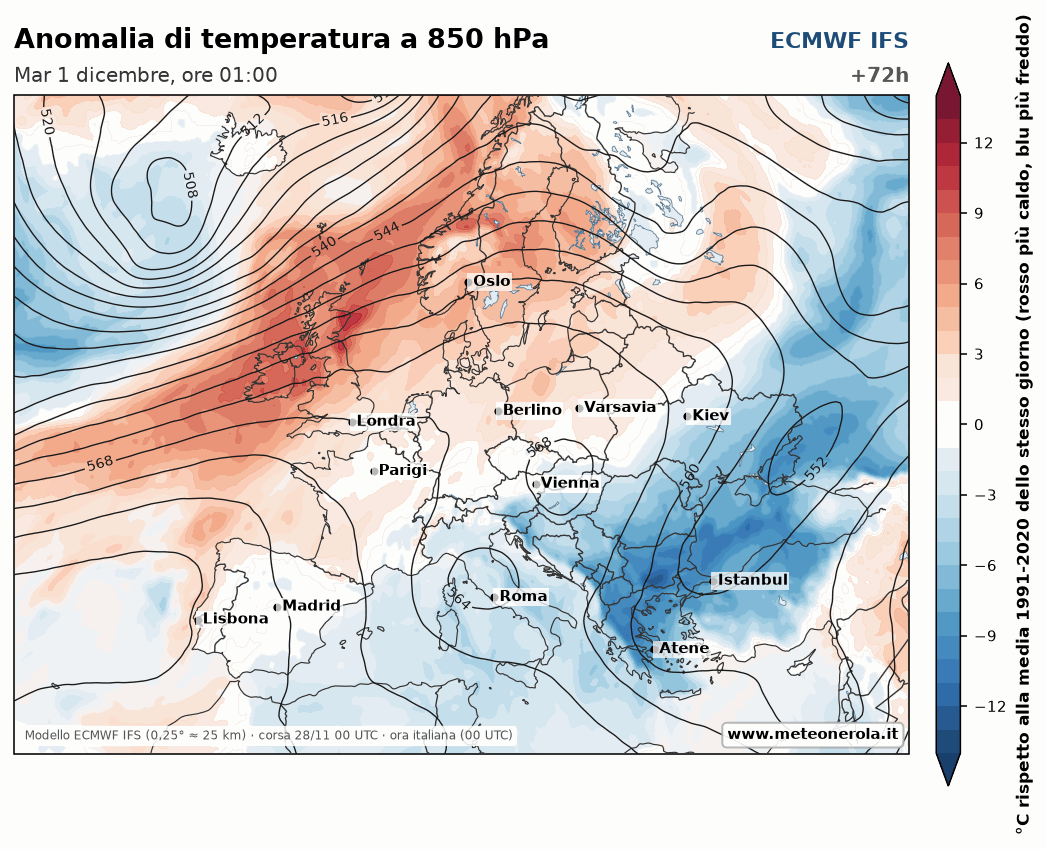 Anomalia di temperatura a 850 hPa
ECMWF IFS
Mar 1 dicembre, ore 01:00
+72h
520
512
516
508
544
540
568
568
560
552
564
Oslo
Londra
Berlino
Varsavia
Kiev
Parigi
Vienna
Istanbul
Roma
Madrid
Lisbona
Atene
Modello ECMWF IFS (0,25° ≈ 25 km) · corsa 28/11 00 UTC · ora italiana (00 UTC)
www.meteonerola.it
12
9
6
3
0
−3
−6
−9
−12
°C rispetto alla media 1991-2020 dello stesso giorno (rosso più caldo, blu più freddo)